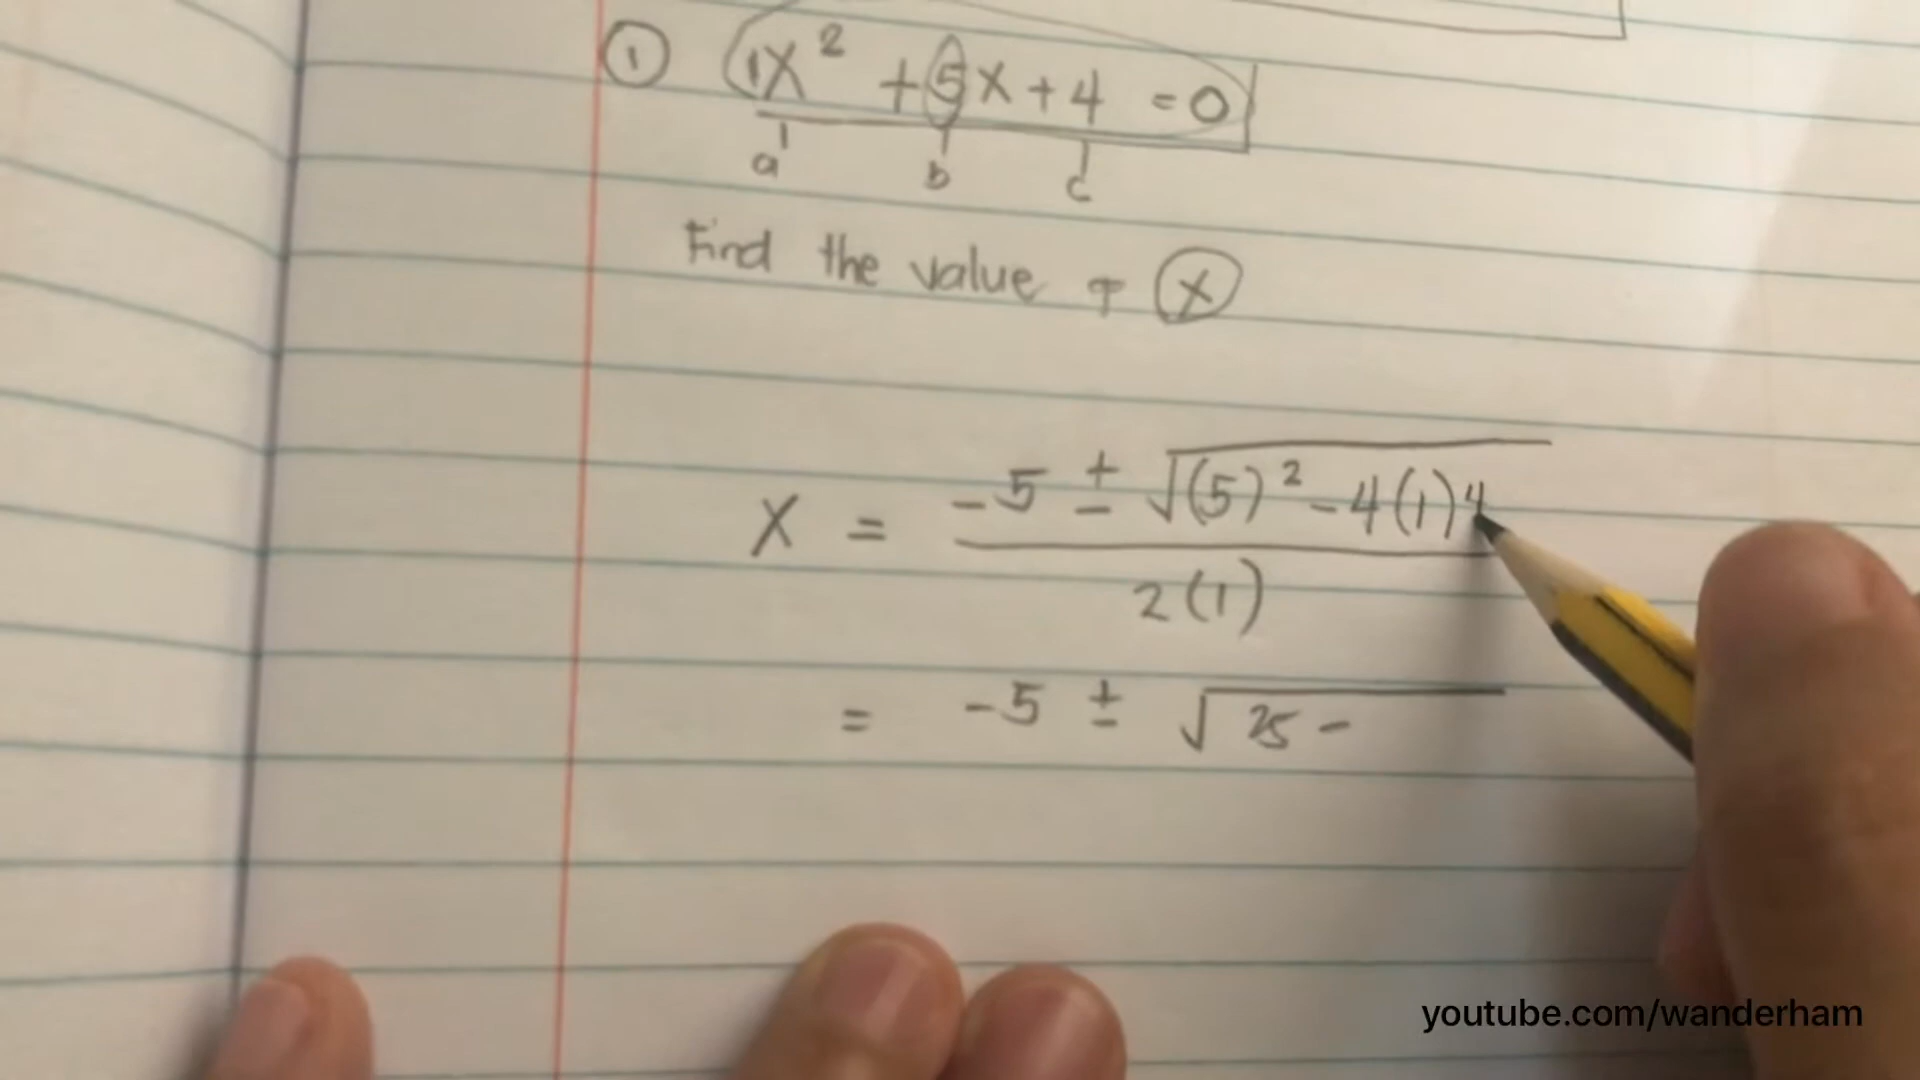 ① 1x² + 5x + 4 = 0
a b c
Find the value of x
x = -5 ± √(5)² - 4(1)4
2(1)
= -5 ± √25 -
youtube.com/wanderham